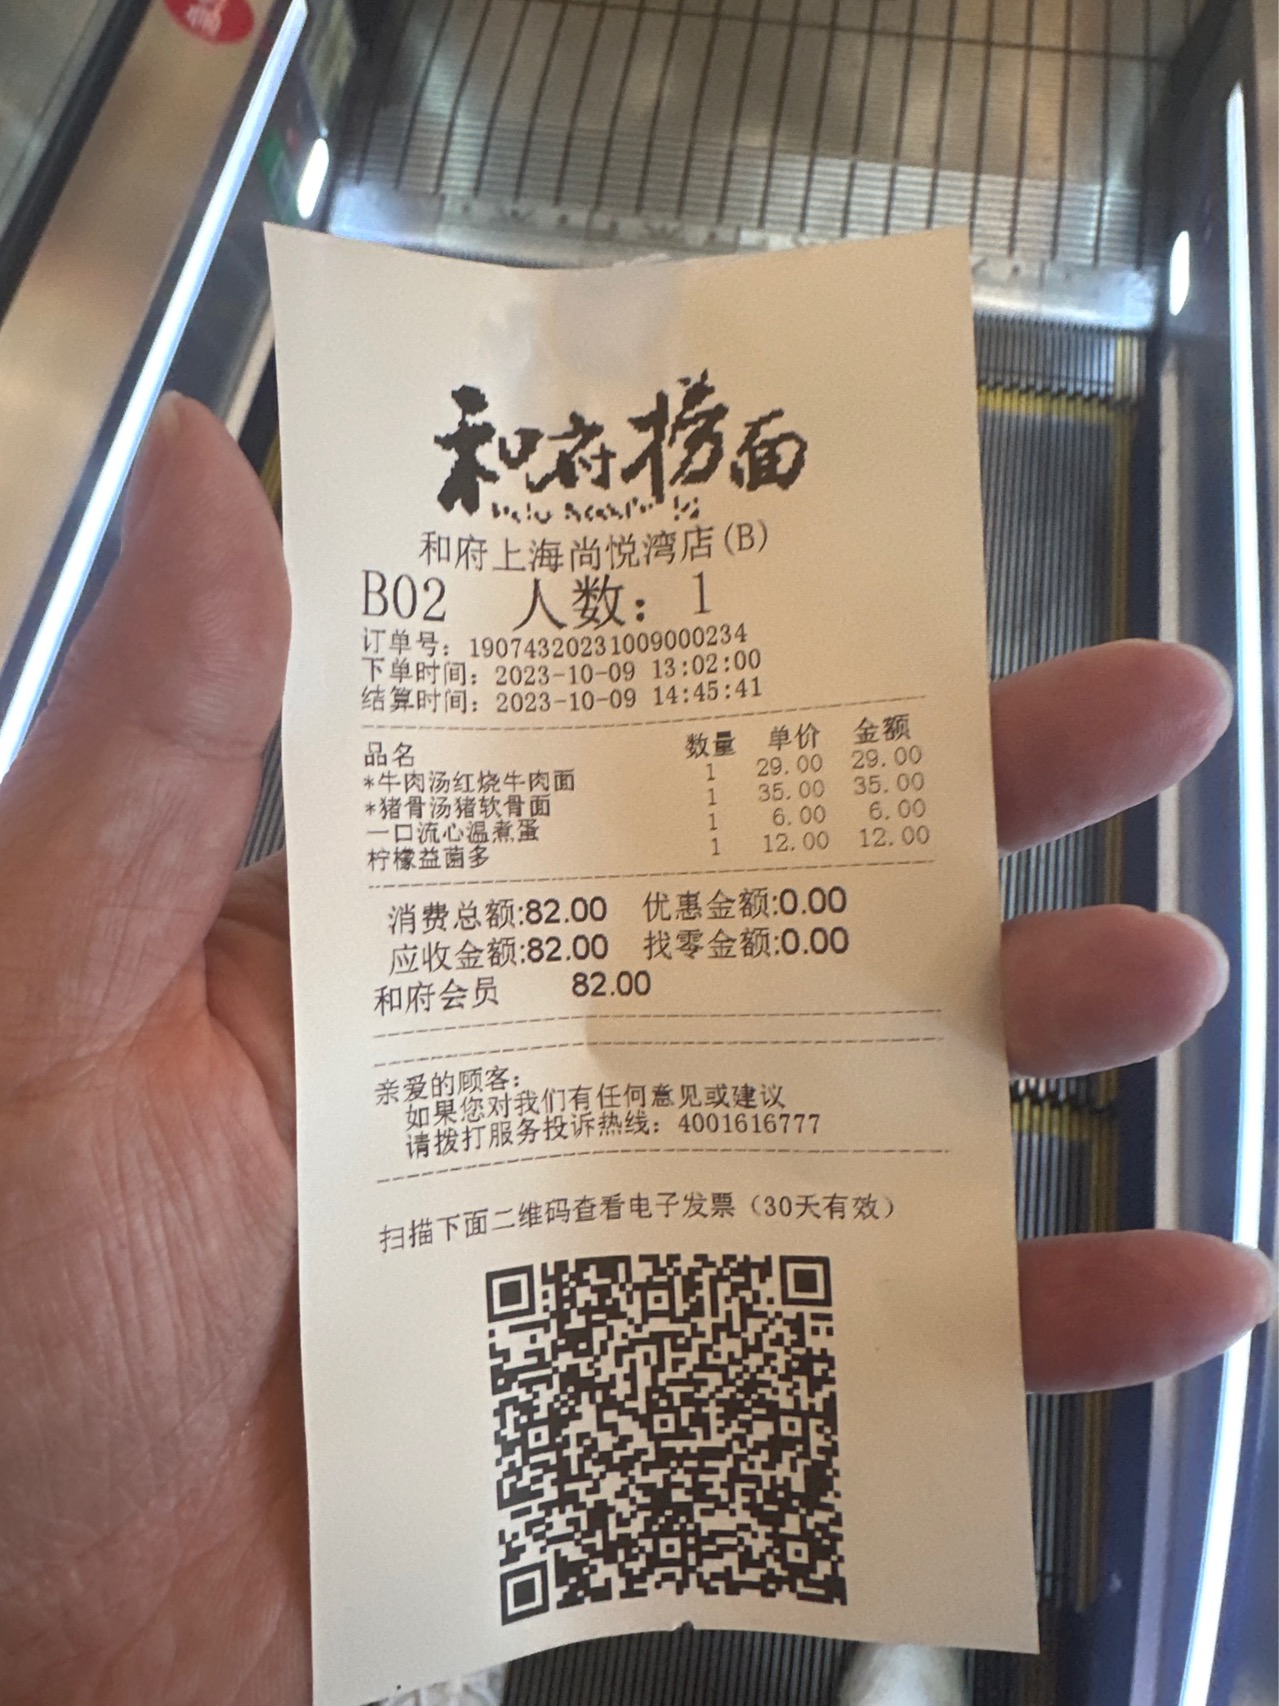 和府捞面
和府上海尚悦湾店(B)
B02 人数：1
订单号：19074320231009000234
下单时间：2023-10-09 13:02:00
结算时间：2023-10-09 14:45:41
品名 数量 单价 金额
*牛肉汤红烧牛肉面 1 29.00 29.00
*猪骨汤猪软骨面 1 35.00 35.00
一口流心温煮蛋 1 6.00 6.00
柠檬益菌多 1 12.00 12.00
消费总额:82.00 优惠金额:0.00
应收金额:82.00 找零金额:0.00
和府会员 82.00
亲爱的顾客：
如果您对我们有任何意见或建议
请拨打服务投诉热线：4001616777
扫描下面二维码查看电子发票（30天有效）